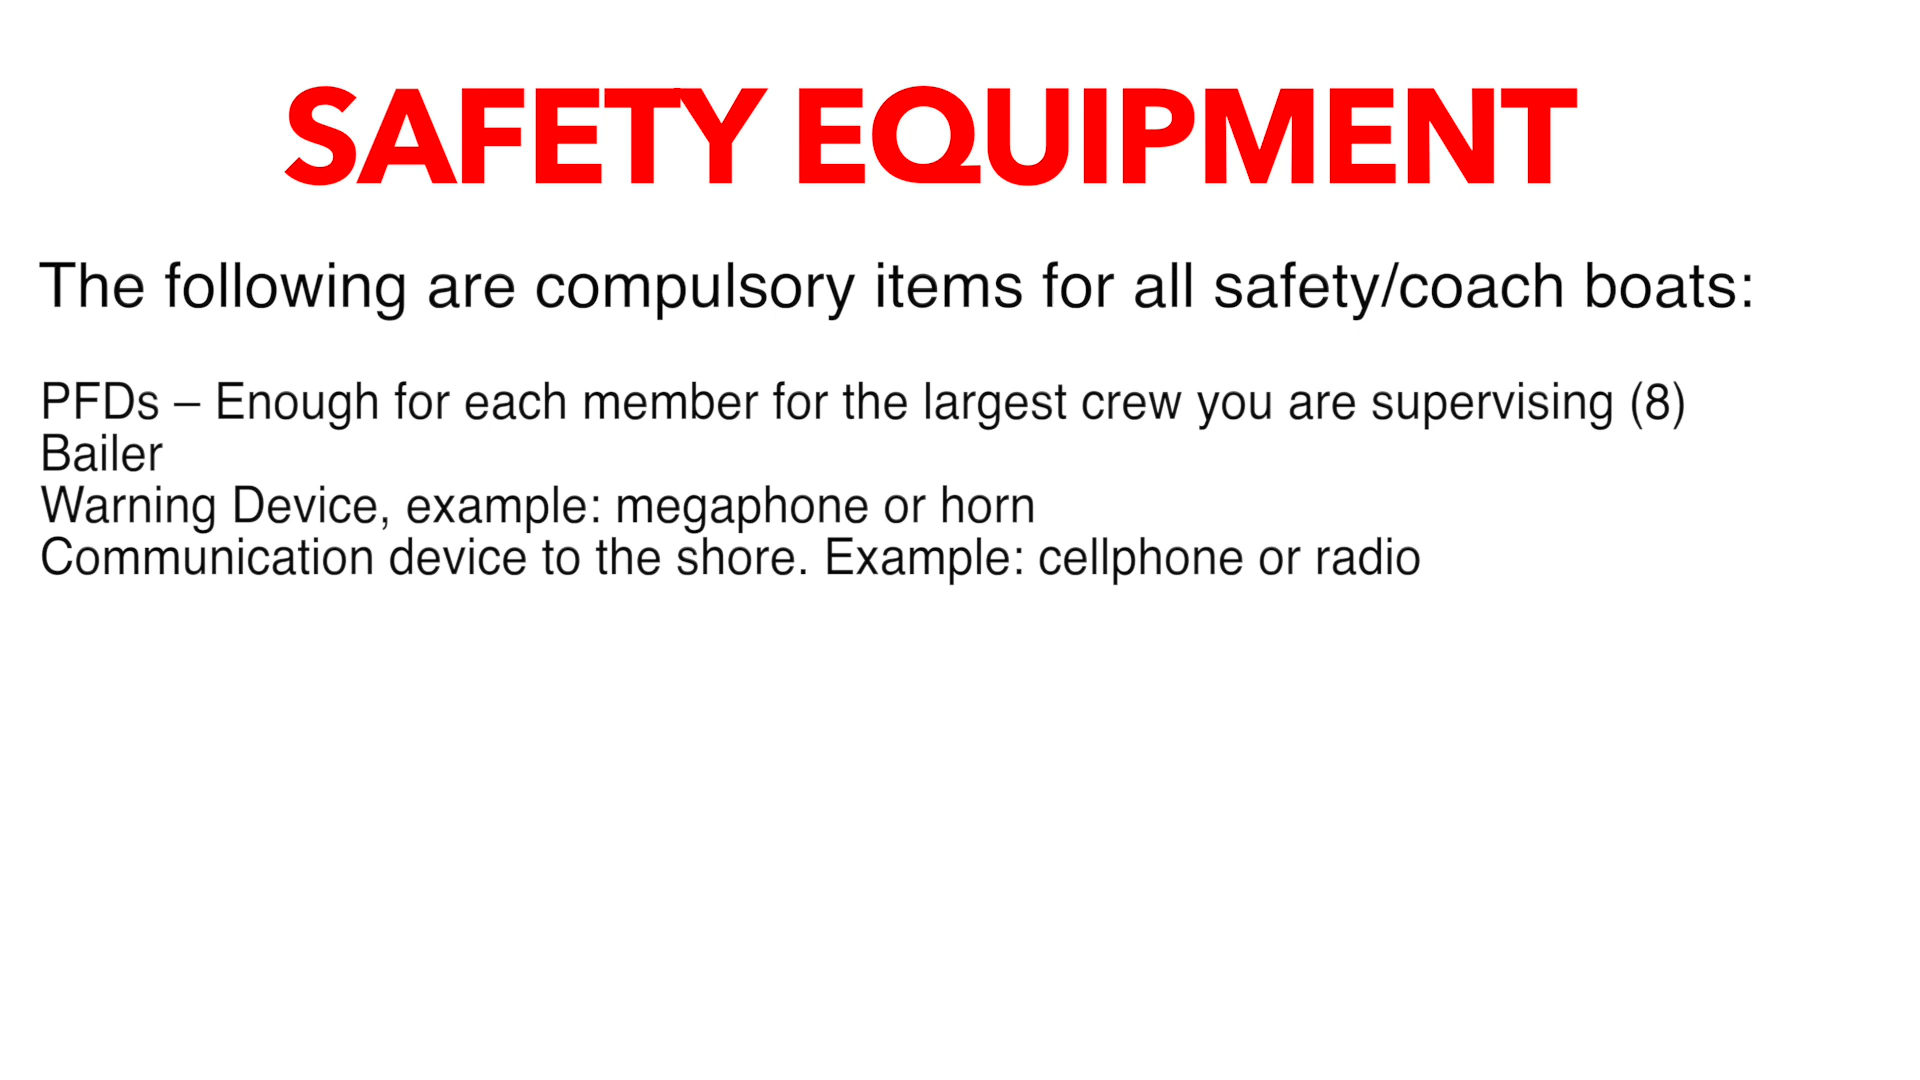 SAFETY EQUIPMENT
The following are compulsory items for all safety/coach boats:
PFDs – Enough for each member for the largest crew you are supervising (8)
Bailer
Warning Device, example: megaphone or horn
Communication device to the shore. Example: cellphone or radio